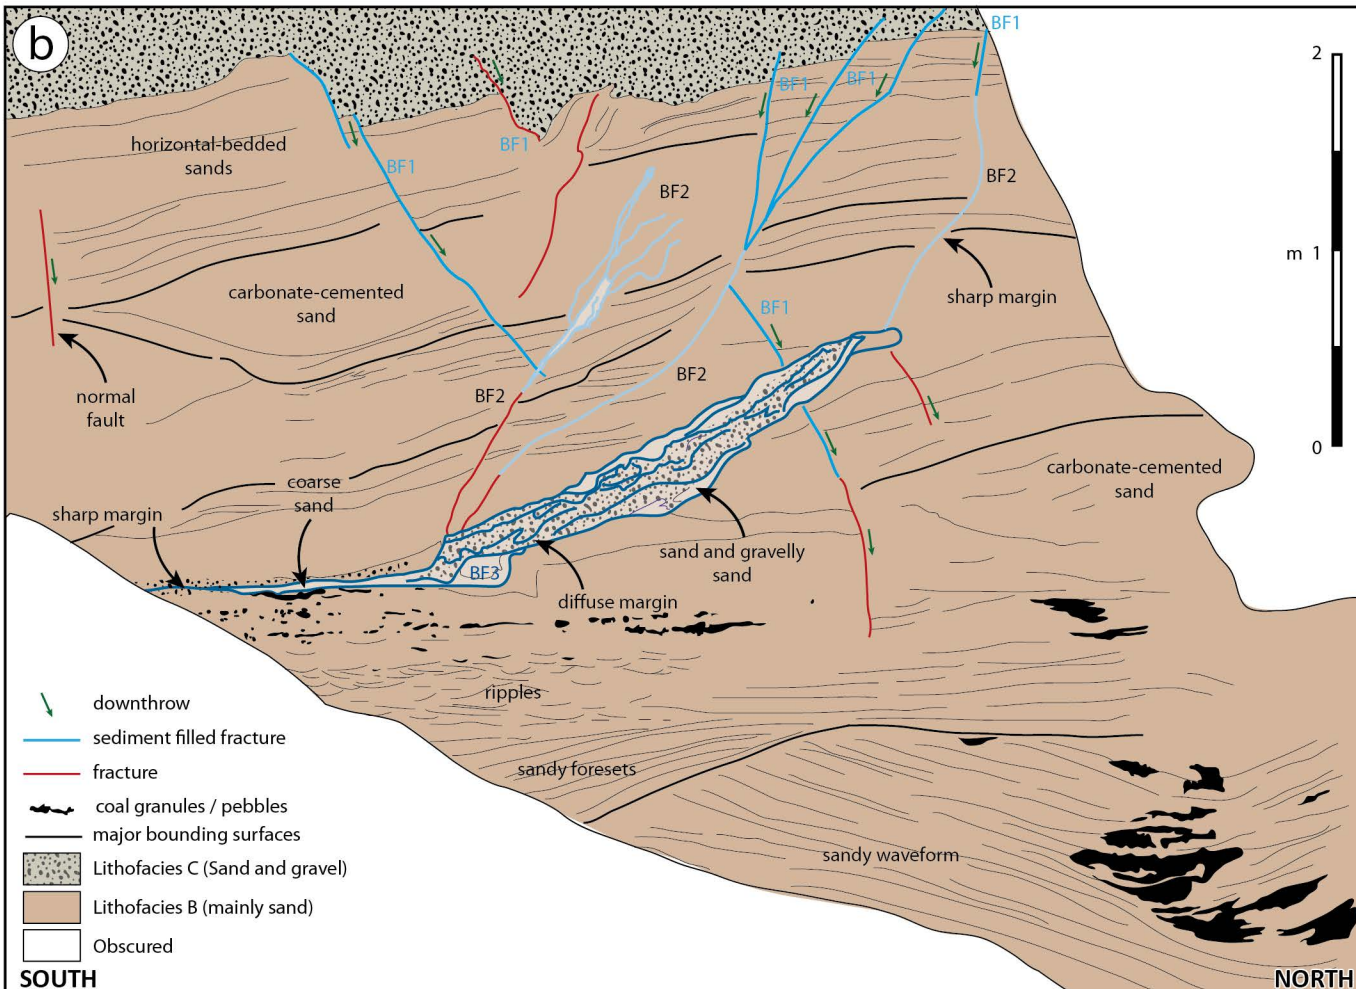 b
BF1
2
BF1
BF1
horizontal-bedded
sands
BF1
BF1
BF2
BF2
m
1
carbonate-cemented
sand
sharp margin
BF1
normal
fault
BF2
BF2
0
carbonate-cemented
sand
coarse
sand
sharp margin
sand and gravelly
sand
BF3
diffuse margin
ripples
downthrow
sediment filled fracture
fracture
sandy foresets
coal granules / pebbles
major bounding surfaces
sandy waveform
Lithofacies C (Sand and gravel)
Lithofacies B (mainly sand)
Obscured
SOUTH
NORTH